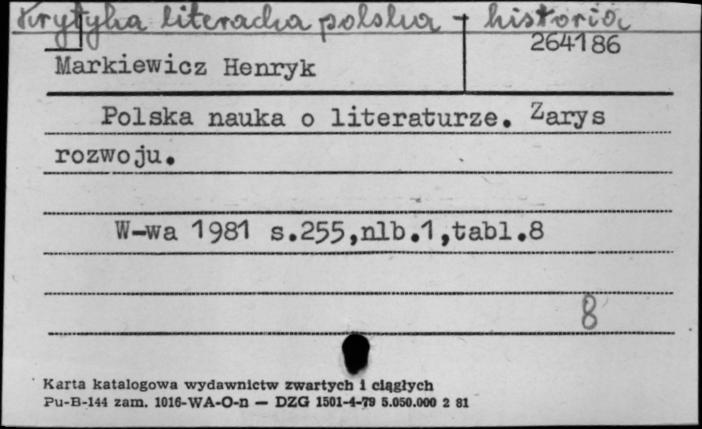 Krytyka literacka polska - historia
264186
Markiewicz Henryk
Polska nauka o literaturze. Zarys
rozwoju.
W-wa 1981 s.255,nlb.1,tabl.8
8
Karta katalogowa wydawnictw zwartych i ciągłych
Pu-B-144 zam. 1016-WA-O-n — DZG 1501-4-79 5.050.000 2 81